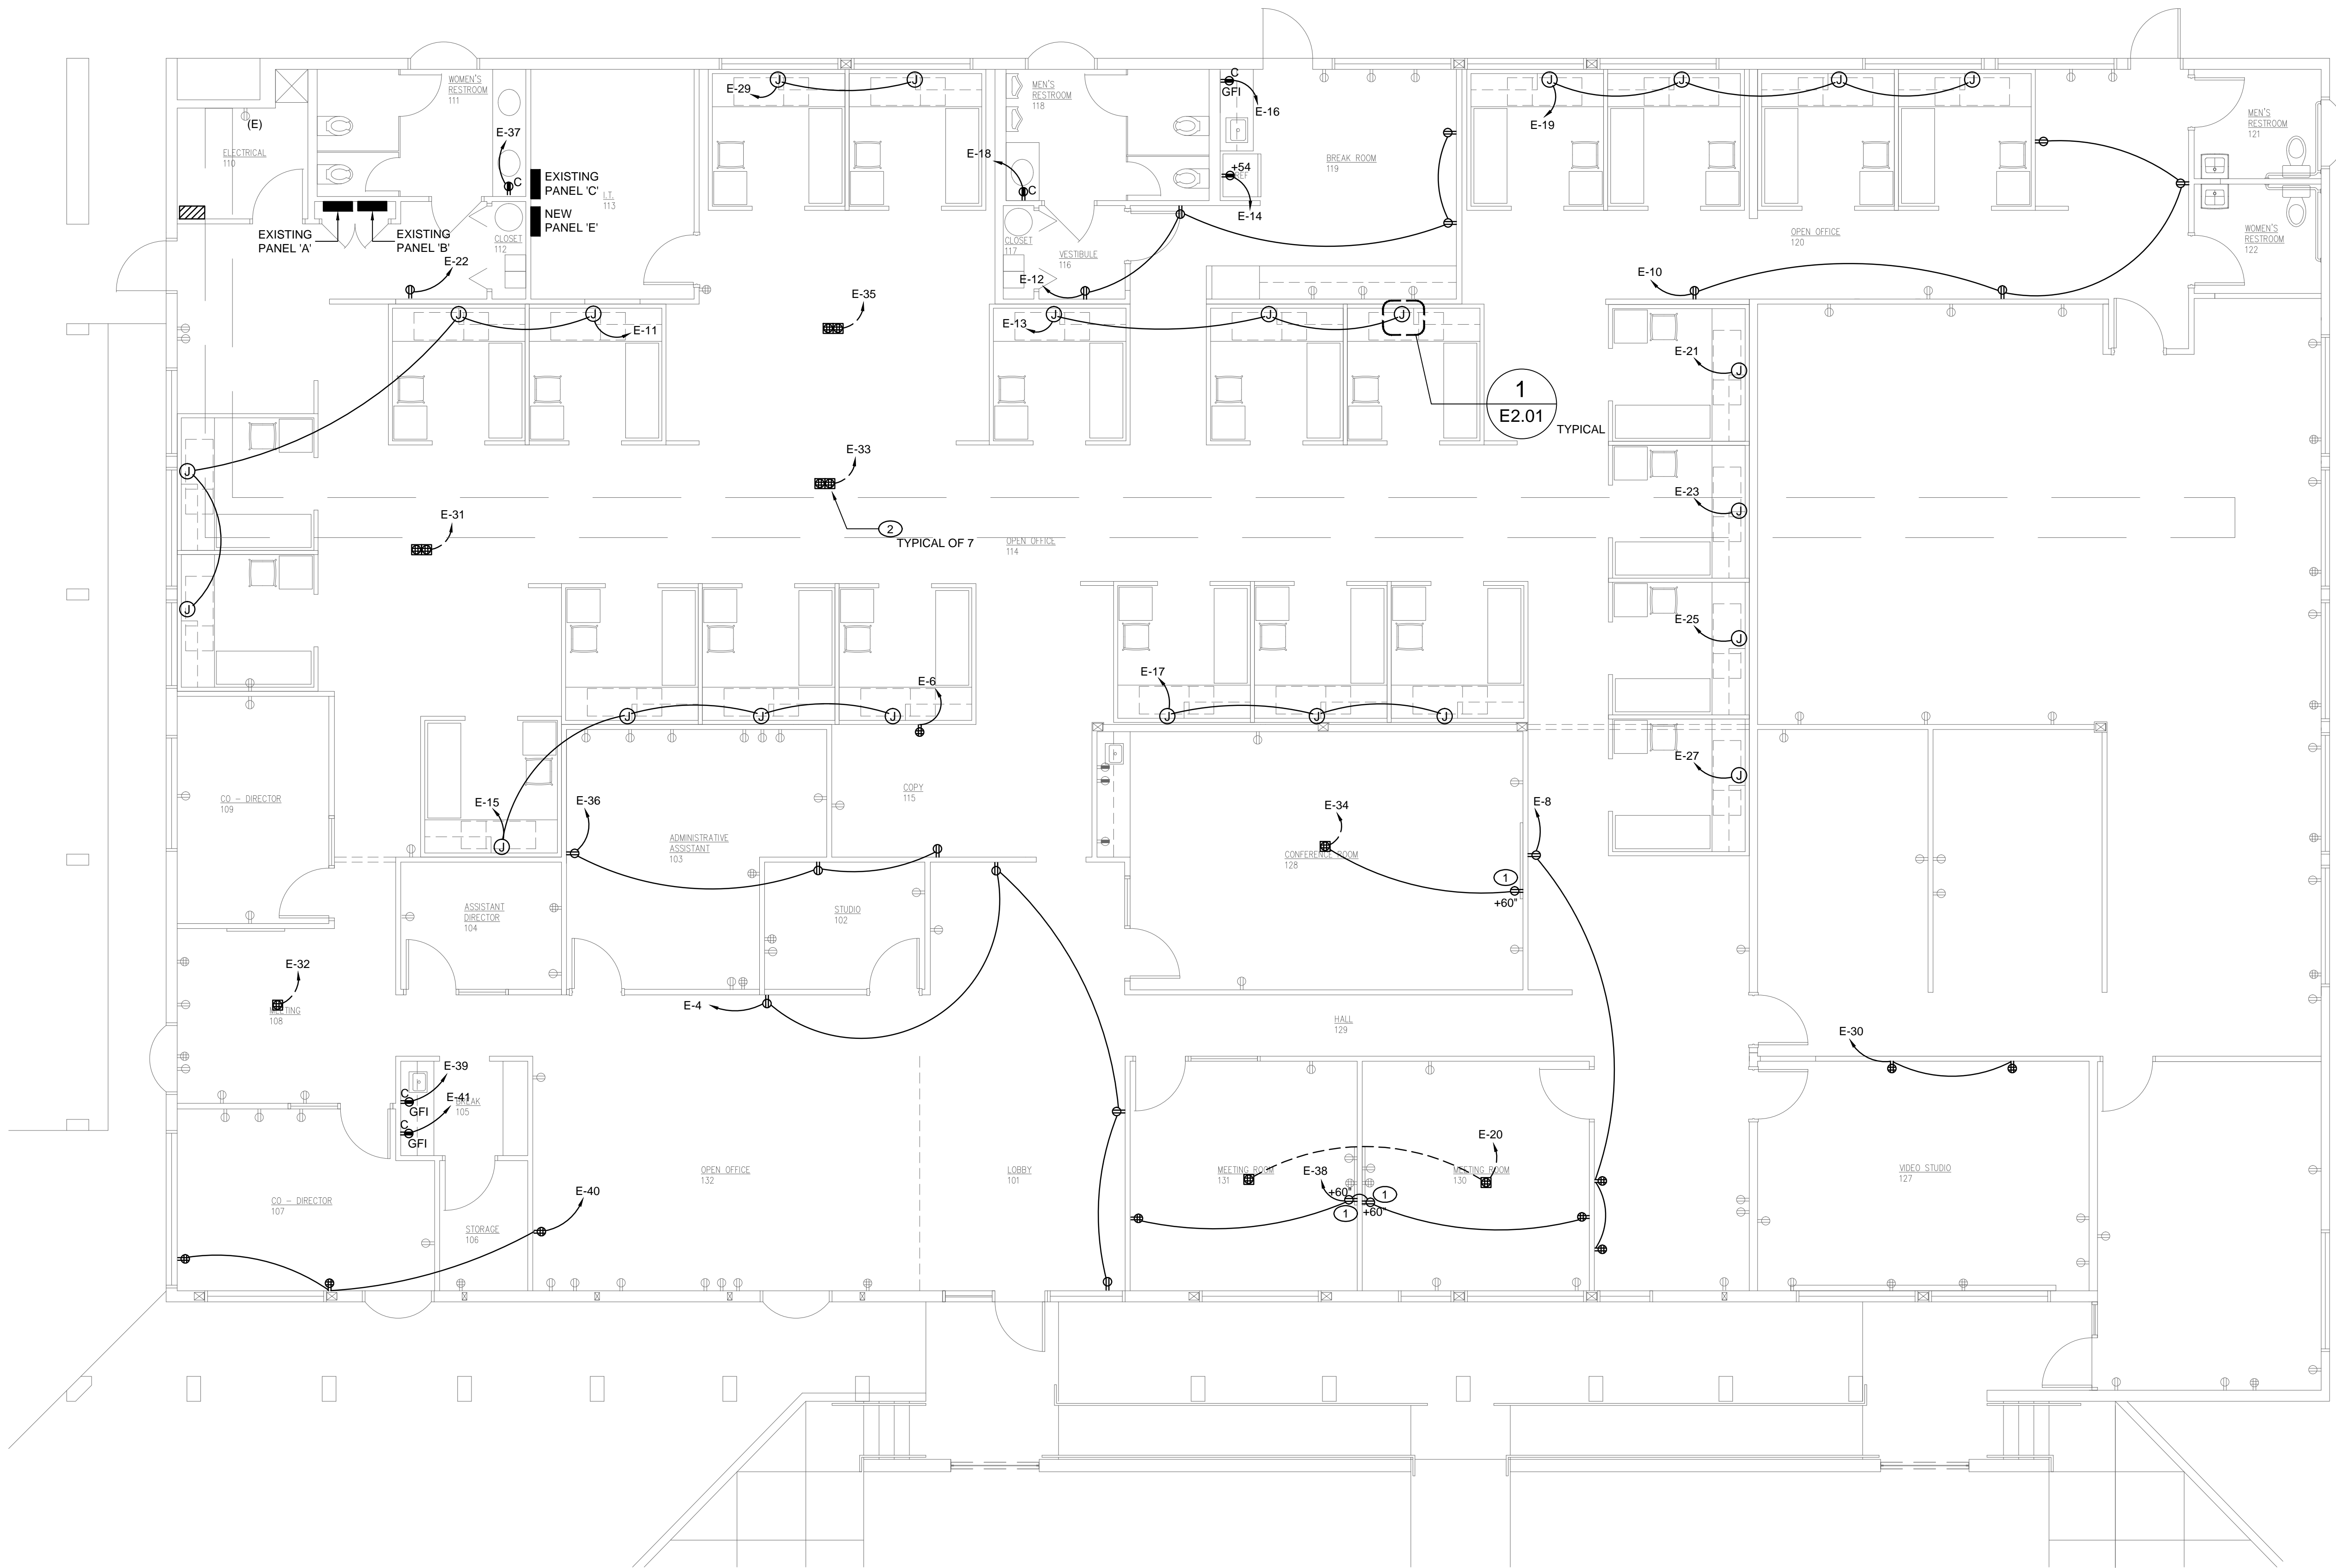 WOMEN'S
RESTROOM
111
E-37
C
(E)
ELECTRICAL
110
EXISTING
PANEL 'C'
I.T.
113
NEW
PANEL 'E'
EXISTING
PANEL 'A'
EXISTING
PANEL 'B'
CLOSET
112
E-22
J
J
E-11
E-29
J
J
MEN'S
RESTROOM
118
E-18
C
CLOSET
117
VESTIBULE
116
E-12
C
GFI
E-16
+54
REF
E-14
BREAK ROOM
119
E-35
E-13
J
J
J
1
E2.01
TYPICAL
J
J
J
J
E-19
MEN'S
RESTROOM
121
WOMEN'S
RESTROOM
122
OPEN OFFICE
120
E-10
E-21
J
E-23
J
E-25
J
E-27
J
J
J
E-31
E-33
2
TYPICAL OF 7
OPEN OFFICE
114
E-6
J
J
J
E-17
J
J
J
CO - DIRECTOR
109
E-15
J
E-36
ADMINISTRATIVE
ASSISTANT
103
COPY
115
ASSISTANT
DIRECTOR
104
STUDIO
102
E-34
CONFERENCE ROOM
128
1
+60"
E-8
E-32
MEETING
108
E-4
HALL
129
E-30
C
GFI
E-39
C
GFI
E-41
BREAK
105
CO - DIRECTOR
107
STORAGE
106
E-40
OPEN OFFICE
132
LOBBY
101
MEETING ROOM
131
E-38
+60"
1
1
+60"
E-20
MEETING ROOM
130
VIDEO STUDIO
127